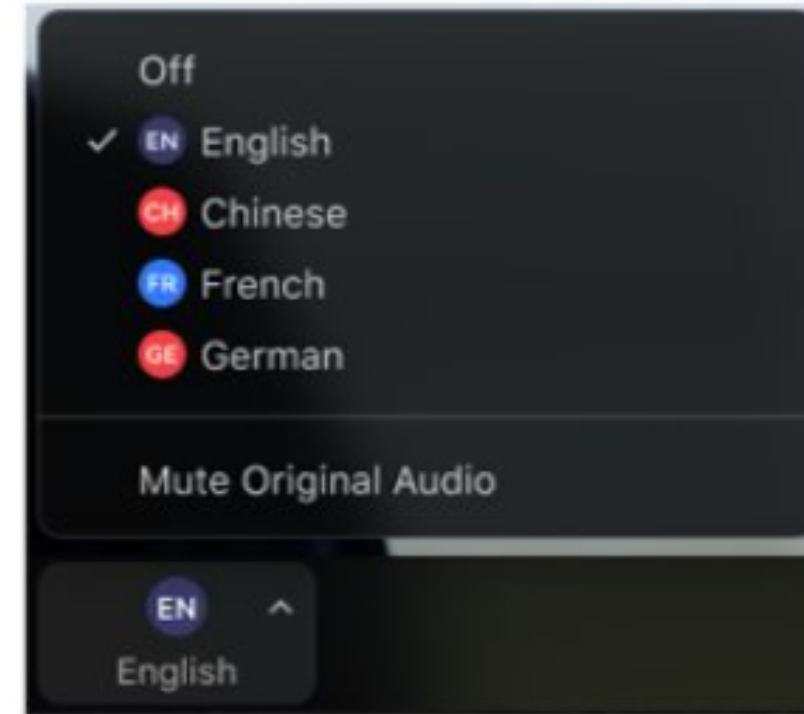 Off
EN English
CH Chinese
FR French
GE German
Mute Original Audio
EN
English